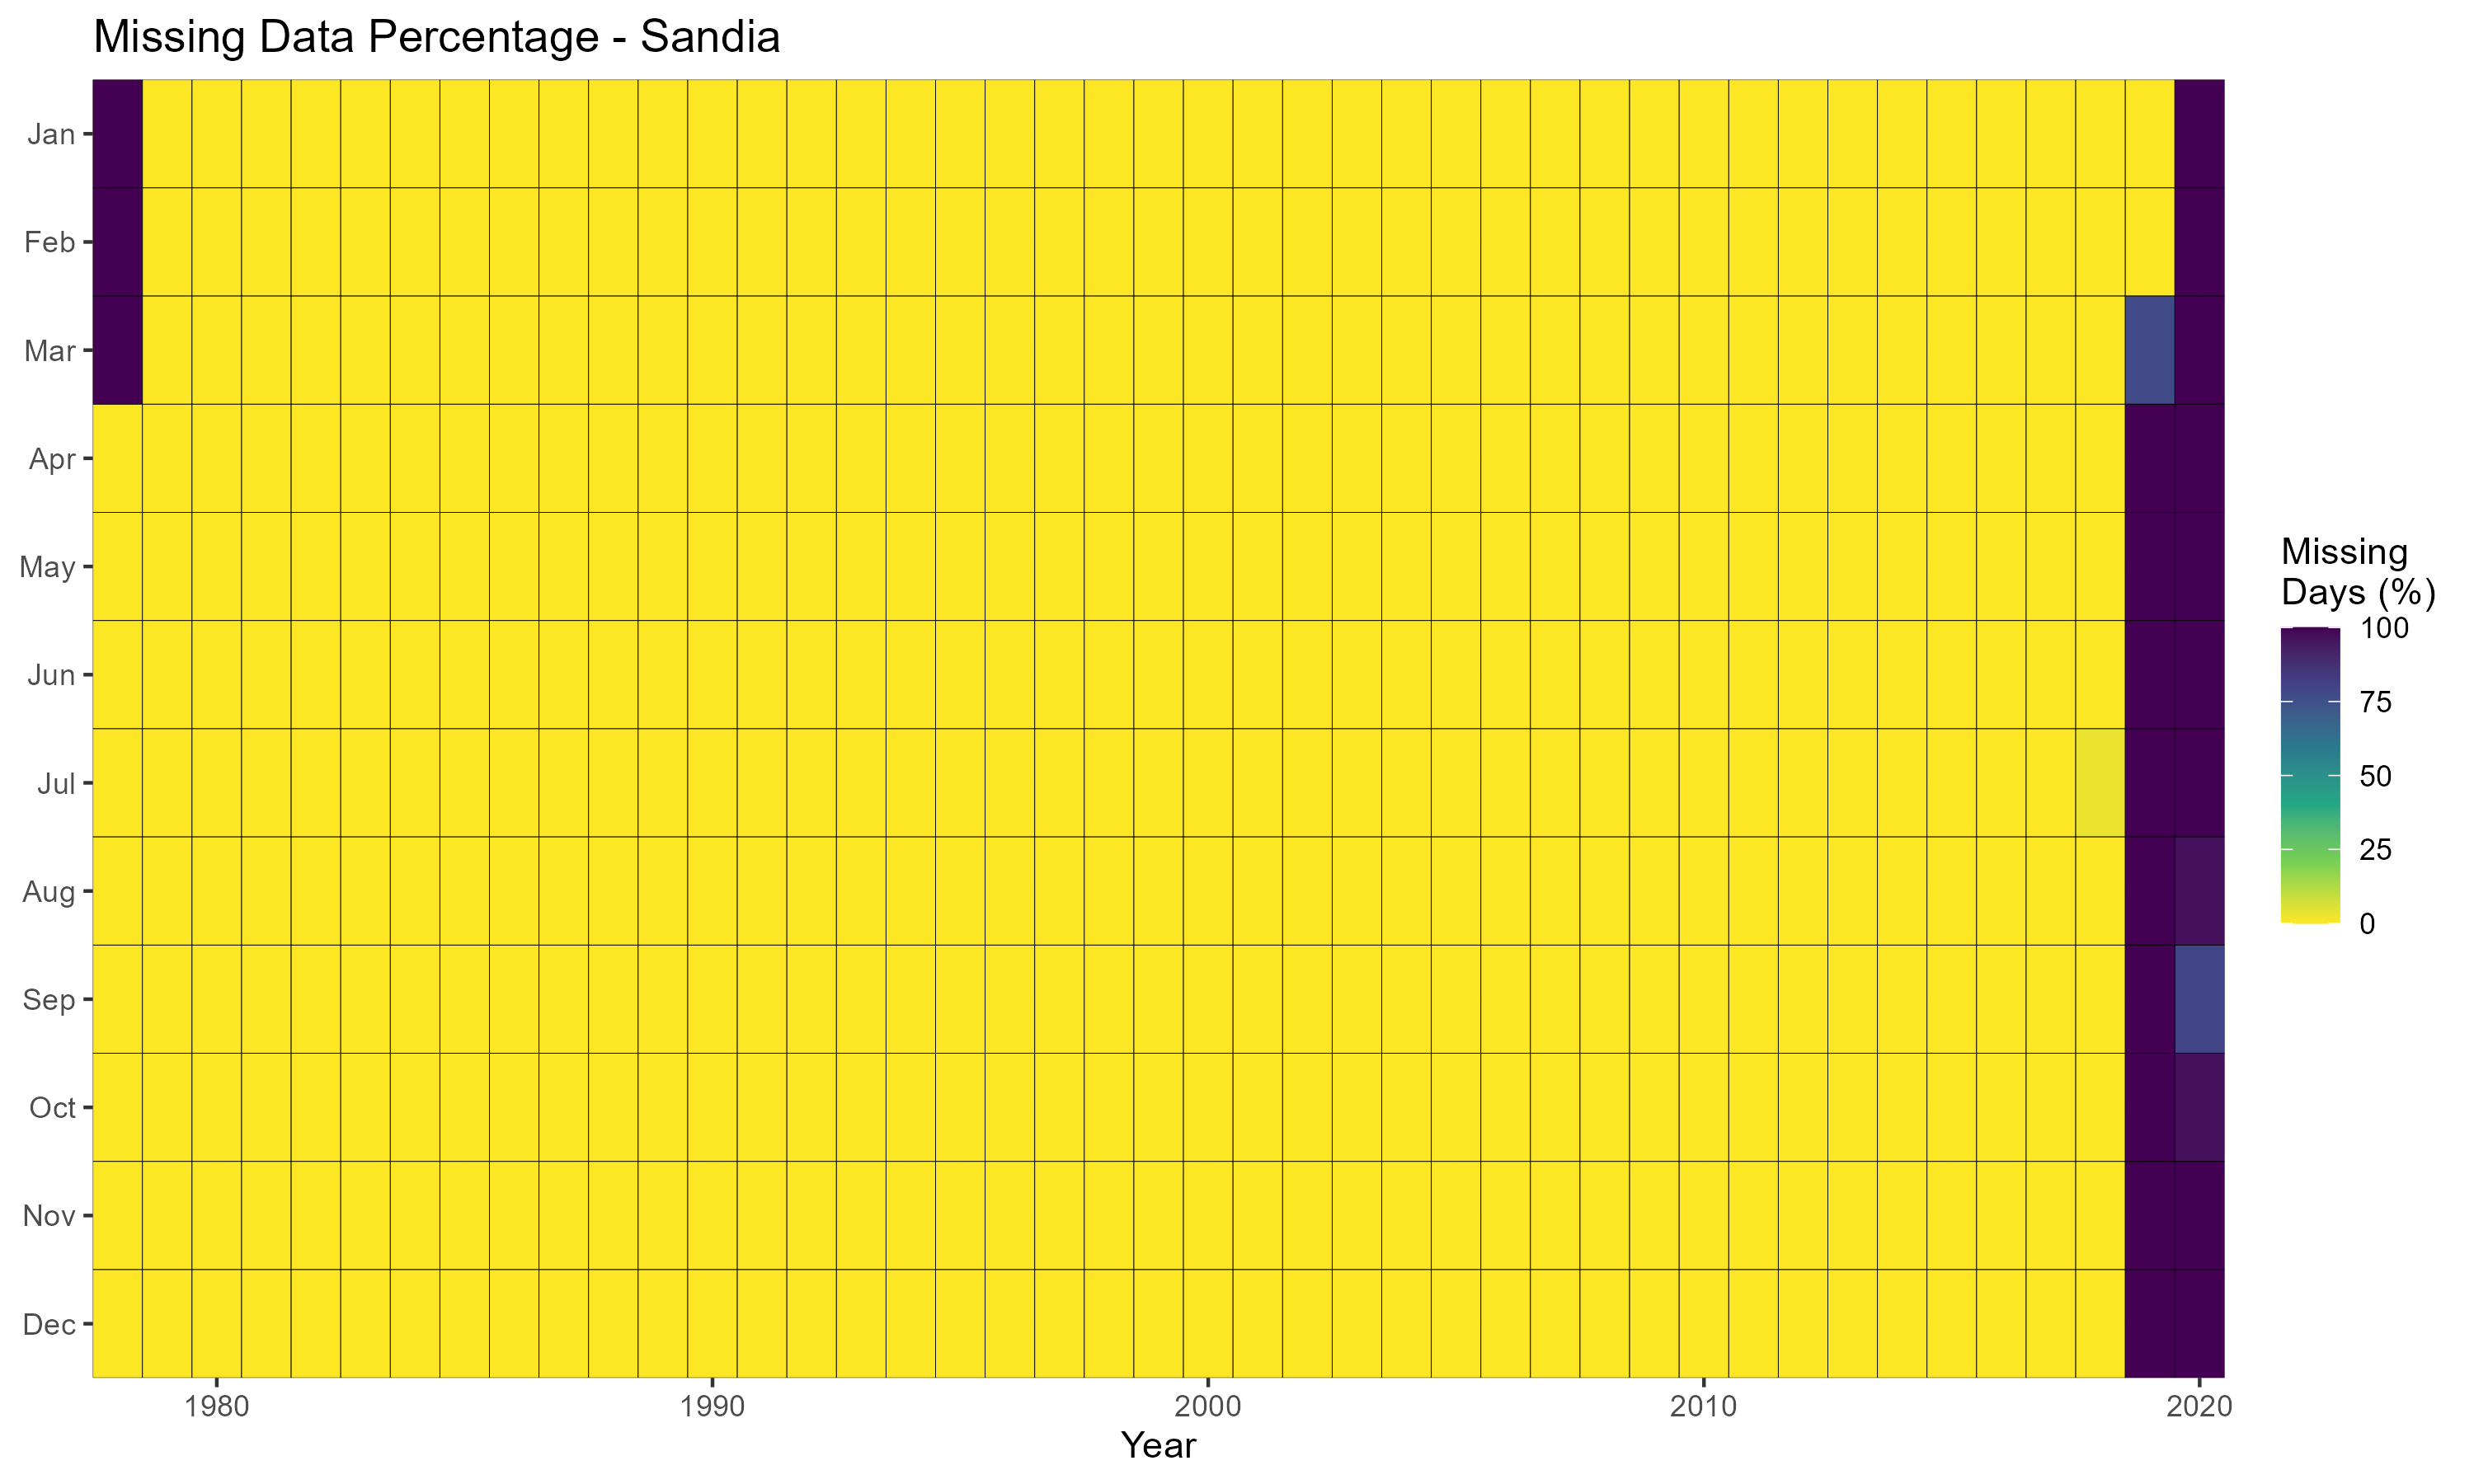 Missing Data Percentage - Sandia
Jan
Feb
Mar
Apr
May
Jun
Jul
Aug
Sep
Oct
Nov
Dec
1980 1990 2000 2010 2020
Year
Missing
Days (%)
100
75
50
25
0